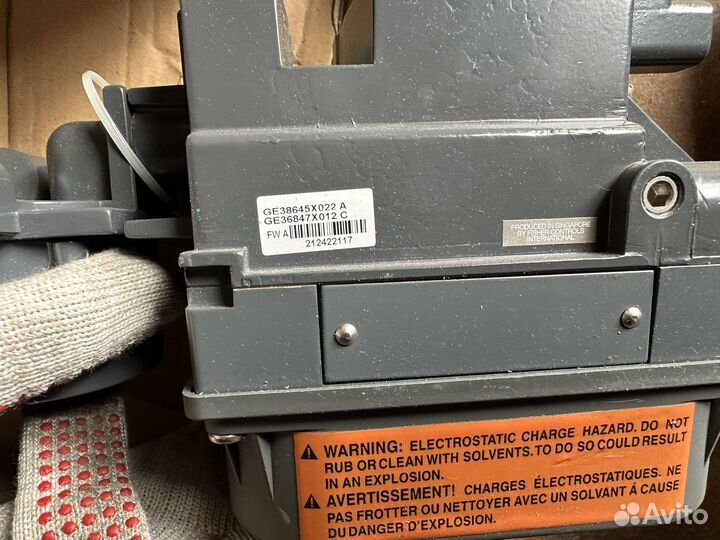 GE38645X022 A
GE36847X012 C
FW A
212422117
PRODUCED IN SINGAPORE
BY FISHER CONTROLS
INTERNATIONAL
WARNING: ELECTROSTATIC CHARGE HAZARD. DO NOT
RUB OR CLEAN WITH SOLVENTS. TO DO SO COULD RESULT
IN AN EXPLOSION.
AVERTISSEMENT! CHARGES ÉLECTROSTATIQUES. NE
PAS FROTTER OU NETTOYER AVEC UN SOLVANT Á CAUSE
DU DANGER D'EXPLOSION.
Avito